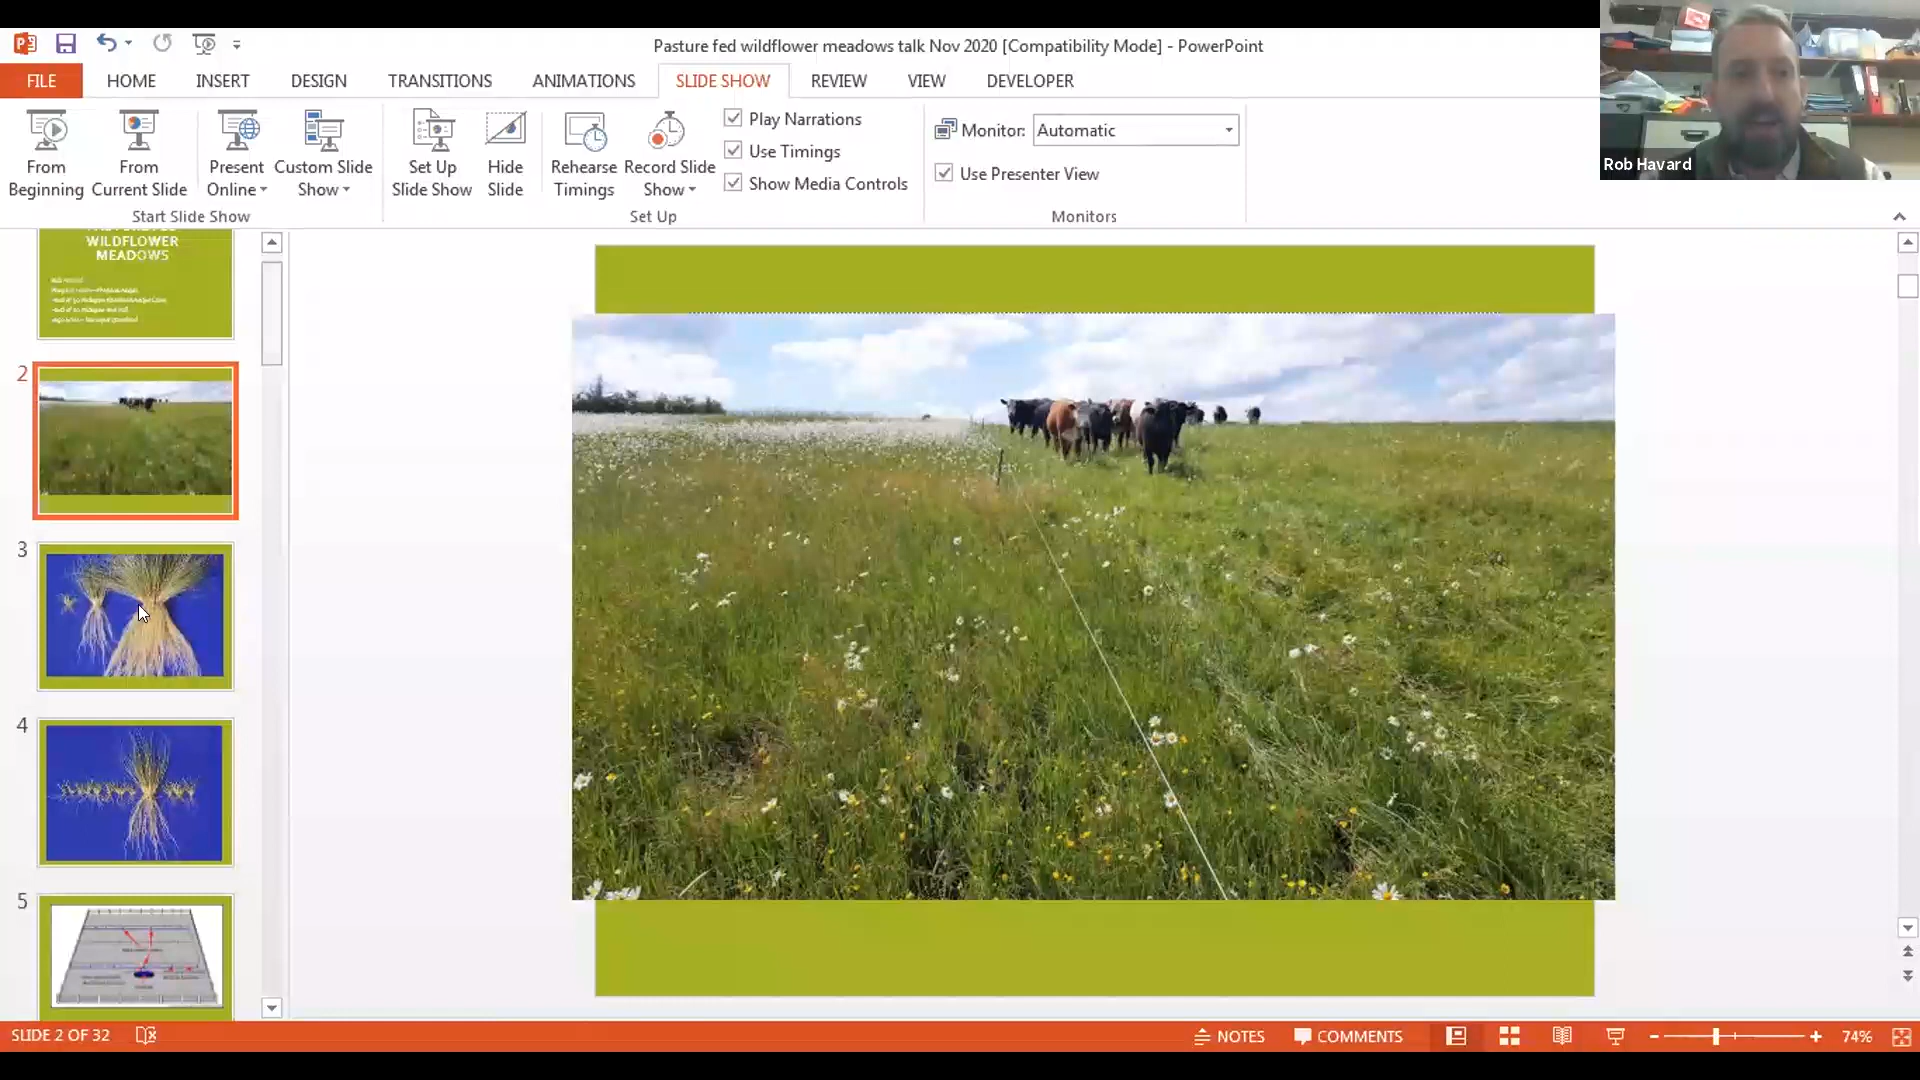 Pasture fed wildflower meadows talk Nov 2020 [Compatibility Mode] - PowerPoint
FILE HOME INSERT DESIGN TRANSITIONS ANIMATIONS SLIDE SHOW REVIEW VIEW DEVELOPER
From Beginning
From Current Slide
Present Online
Custom Slide Show
Start Slide Show
Set Up Slide Show
Hide Slide
Rehearse Timings
Record Slide Show
Play Narrations
Use Timings
Show Media Controls
Set Up
Monitor: Automatic
Use Presenter View
Monitors
Rob Havard
WILDFLOWER
MEADOWS
2
3
4
5
SLIDE 2 OF 32
NOTES COMMENTS 74%